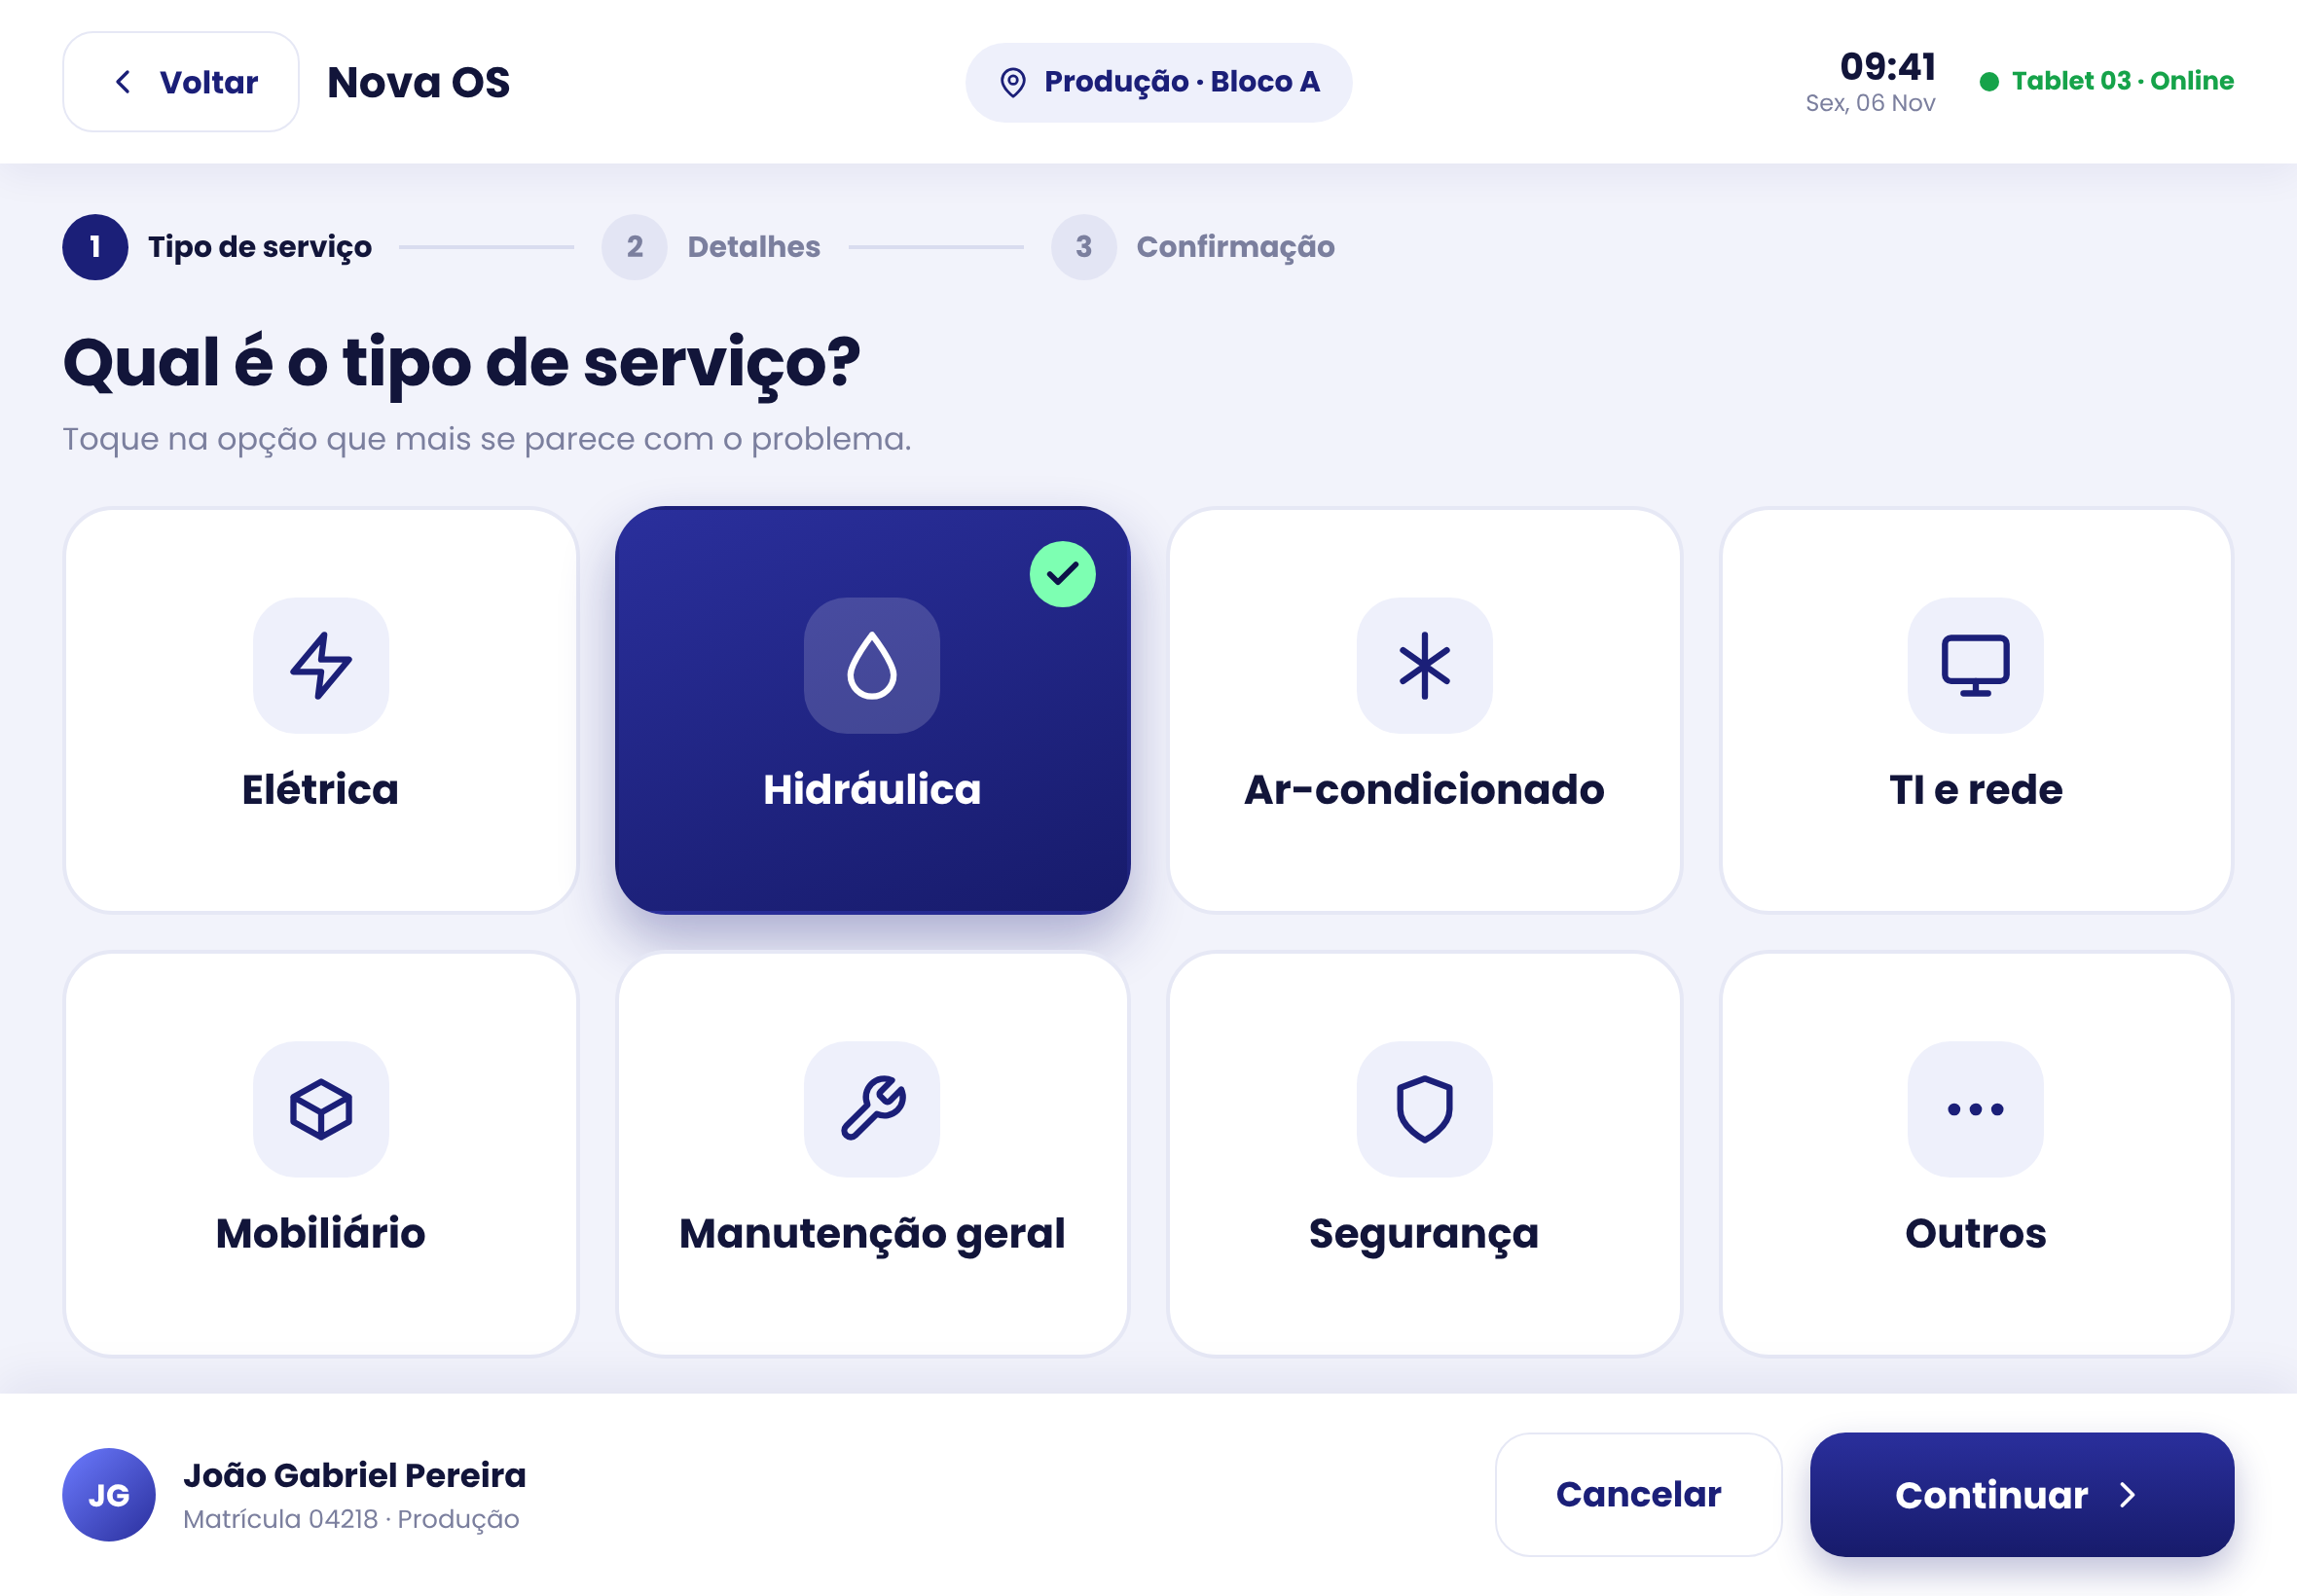 Voltar
Nova OS
Produção · Bloco A
09:41
Sex, 06 Nov
Tablet 03 · Online
1 Tipo de serviço
2 Detalhes
3 Confirmação
Qual é o tipo de serviço?
Toque na opção que mais se parece com o problema.
Elétrica
Hidráulica
Ar-condicionado
TI e rede
Mobiliário
Manutenção geral
Segurança
Outros
JG
João Gabriel Pereira
Matrícula 04218 · Produção
Cancelar
Continuar